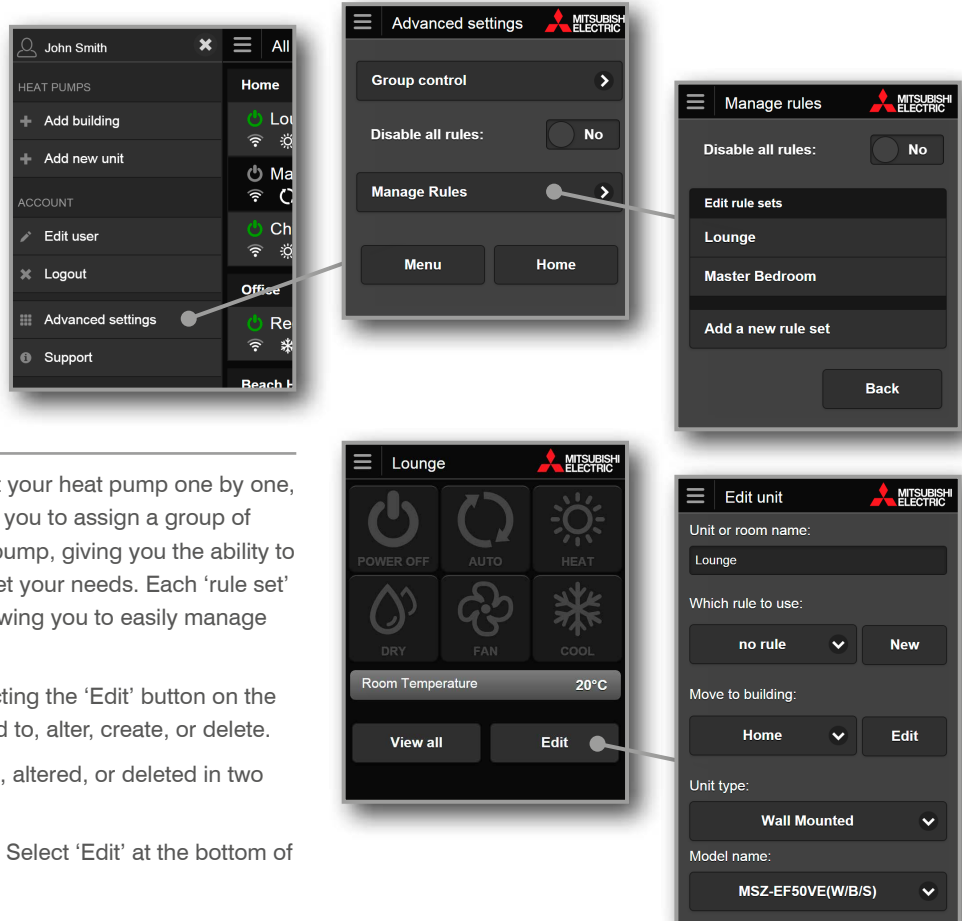 John Smith
HEAT PUMPS
Add building
Add new unit
ACCOUNT
Edit user
Logout
Advanced settings
Support
All
Home
Lou
Ma
Ch
Office
Re
Beach H
Advanced settings
MITSUBISH
ELECTRIC
Group control
Disable all rules: No
Manage Rules
Menu Home
Manage rules
MITSUBISHI
ELECTRIC
Disable all rules: No
Edit rule sets
Lounge
Master Bedroom
Add a new rule set
Back
your heat pump one by one,
you to assign a group of
pump, giving you the ability to
et your needs. Each ‘rule set’
wing you to easily manage
cting the ‘Edit’ button on the
d to, alter, create, or delete.
, altered, or deleted in two
Select ‘Edit’ at the bottom of
Lounge
MITSUBISHI
ELECTRIC
POWER OFF AUTO HEAT
DRY FAN COOL
Room Temperature 20°C
View all Edit
Edit unit
MITSUBISHI
ELECTRIC
Unit or room name:
Lounge
Which rule to use:
no rule New
Move to building:
Home Edit
Unit type:
Wall Mounted
Model name:
MSZ-EF50VE(W/B/S)